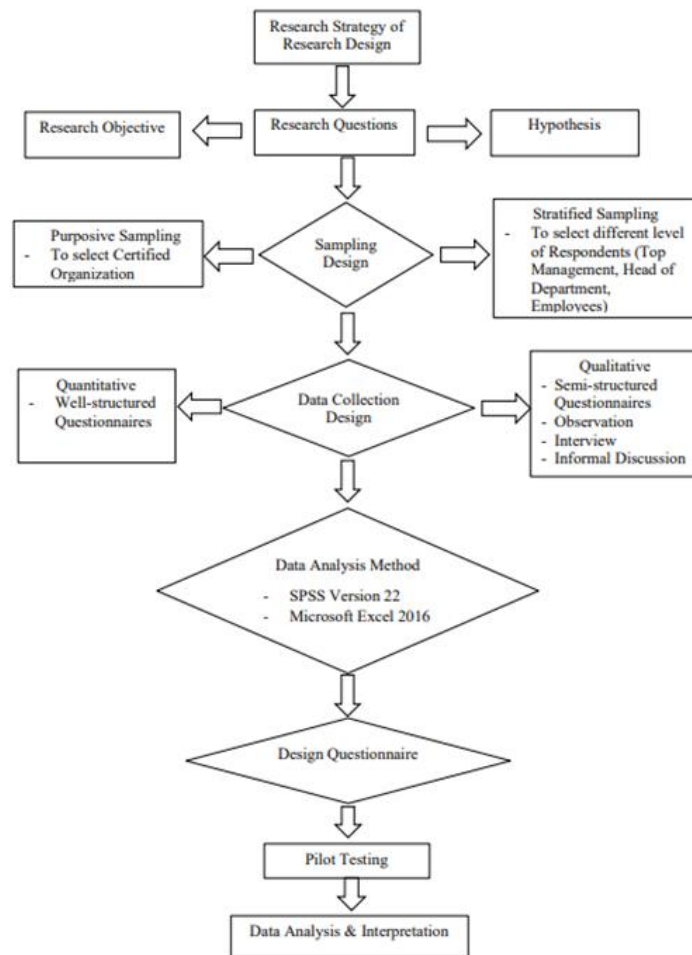 Research Strategy of
Research Design
Research Objective
Research Questions
Hypothesis
Purposive Sampling
- To select Certified
Organization
Sampling
Design
Stratified Sampling
- To select different level
of Respondents (Top
Management, Head of
Department,
Employees)
Quantitative
- Well-structured
Questionnaires
Data Collection
Design
Qualitative
- Semi-structured
Questionnaires
- Observation
- Interview
- Informal Discussion
Data Analysis Method
- SPSS Version 22
- Microsoft Excel 2016
Design Questionnaire
Pilot Testing
Data Analysis & Interpretation